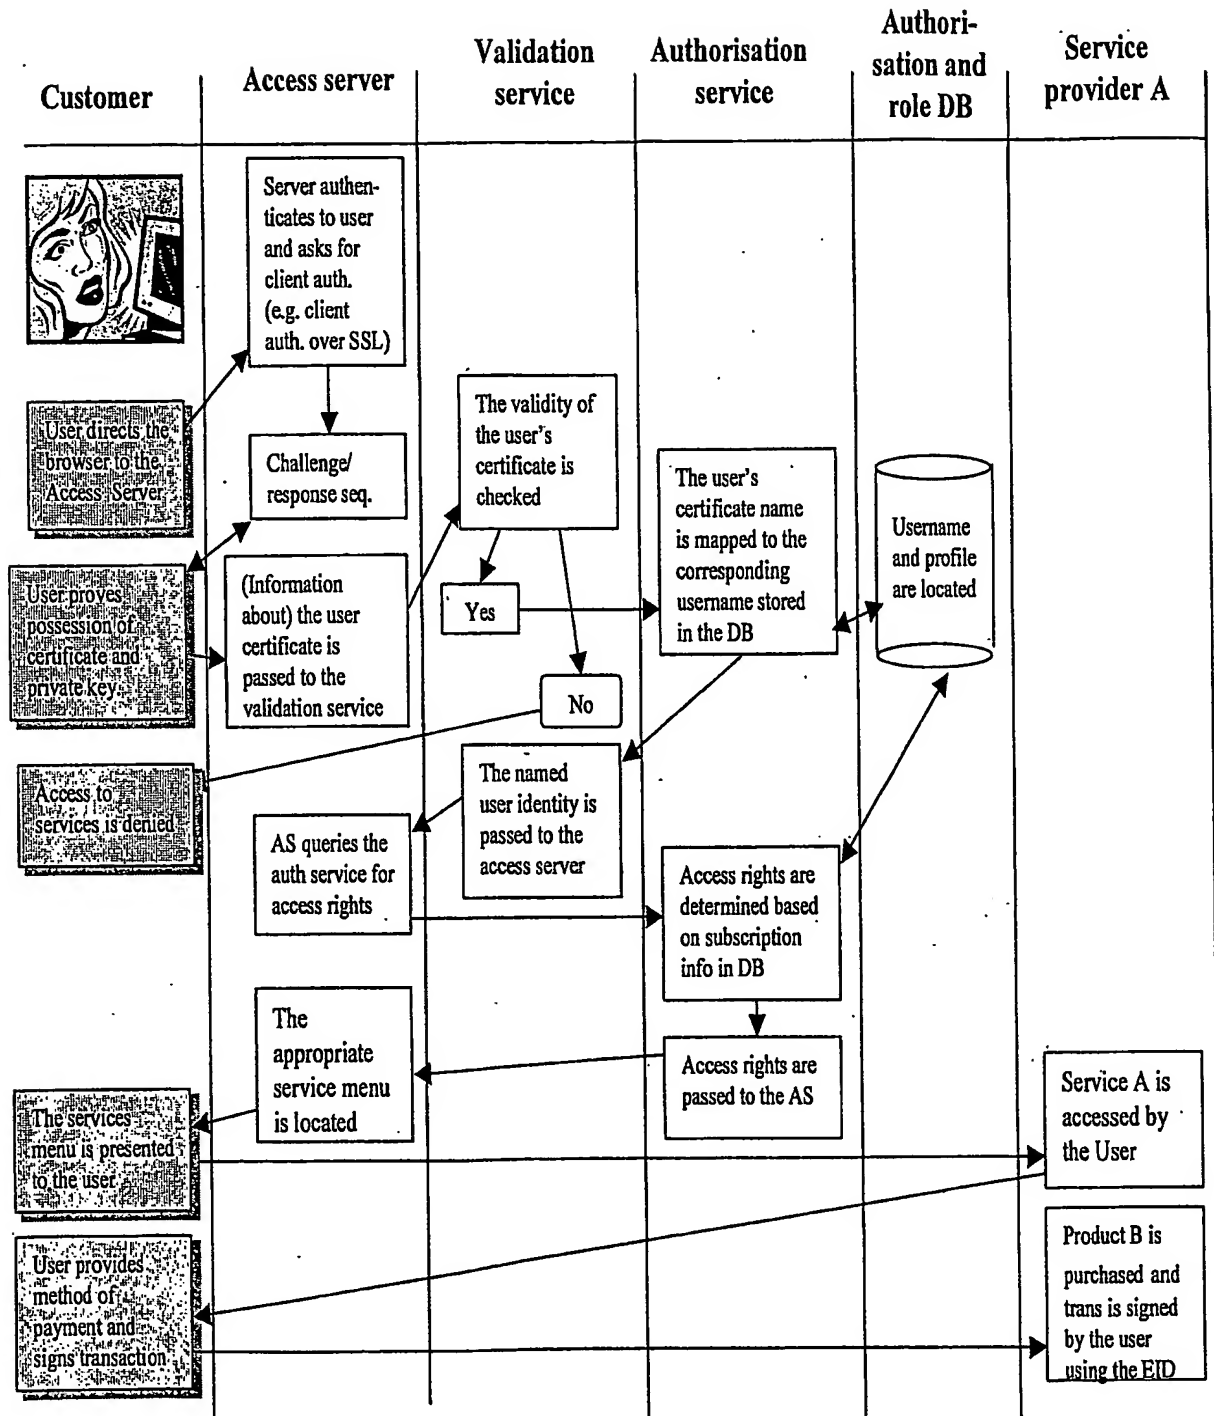 Customer
Access server
Validation
service
Authorisation
service
Authori-
sation and
role DB
Service
provider A
Server authen-
ticates to user
and asks for
client auth.
(e.g. client
auth. over SSL)
User directs the
browser to the
Access Server
Challenge/
response seq.
The validity of
the user's
certificate is
checked
The user's
certificate name
is mapped to the
corresponding
username stored
in the DB
Username
and profile
are located
User proves
possession of
certificate and
private key.
(Information
about) the user
certificate is
passed to the
validation service
Yes
No
Access to
services is denied
The named
user identity is
passed to the
access server
AS queries the
auth service for
access rights
Access rights are
determined based
on subscription
info in DB
The
appropriate
service menu
is located
Access rights are
passed to the AS
Service A is
accessed by
the User
The services
menu is presented
to the user
User provides
method of
payment and
signs transaction
Product B is
purchased and
trans is signed
by the user
using the EID